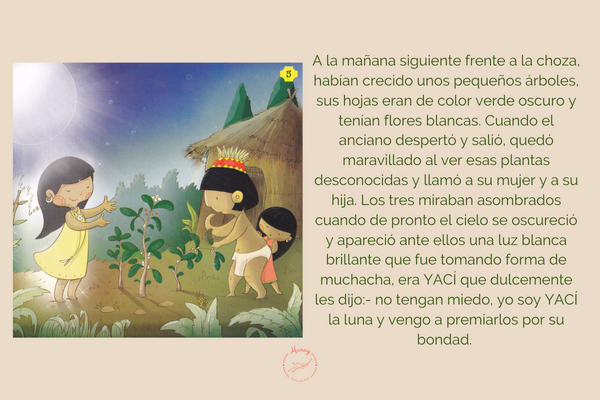 5
A la mañana siguiente frente a la choza,
habían crecido unos pequeños árboles,
sus hojas eran de color verde oscuro y
tenían flores blancas. Cuando el
anciano despertó y salió, quedó
maravillado al ver esas plantas
desconocidas y llamó a su mujer y a su
hija. Los tres miraban asombrados
cuando de pronto el cielo se oscureció
y apareció ante ellos una luz blanca
brillante que fue tomando forma de
muchacha, era YACÍ que dulcemente
les dijo:- no tengan miedo, yo soy YACÍ
la luna y vengo a premiarlos por su
bondad.